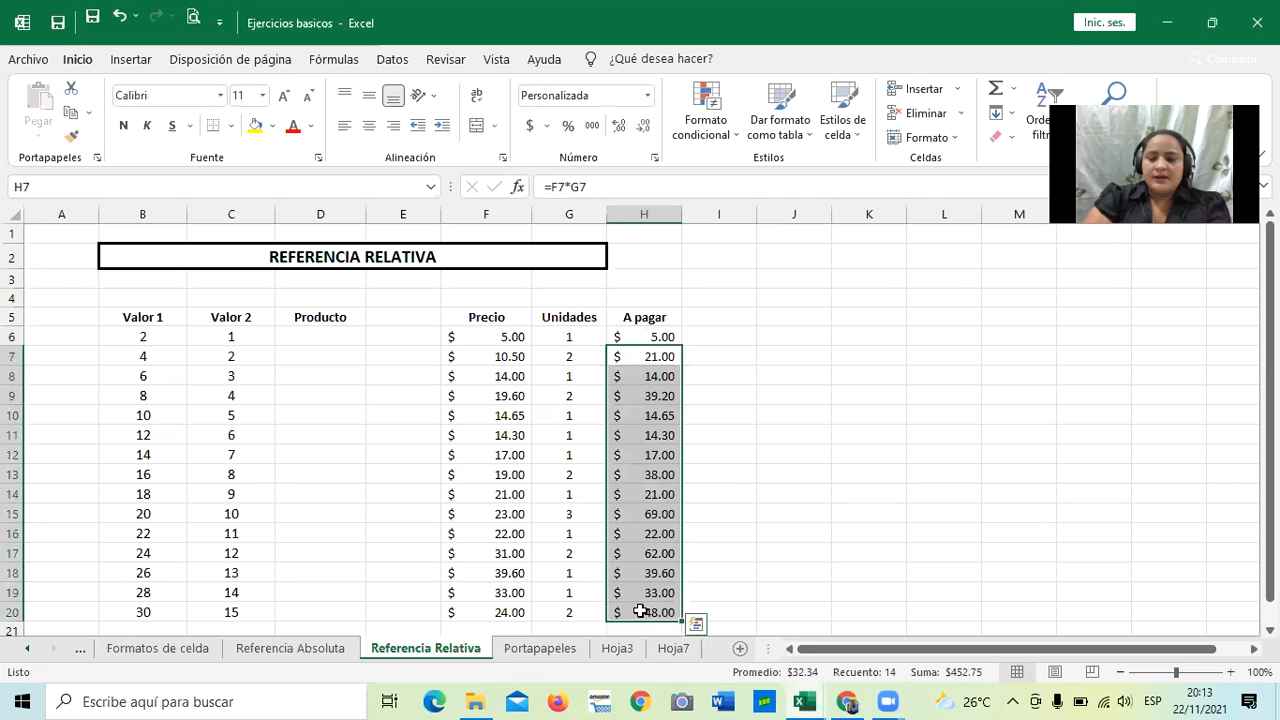 Ejercicios basicos - Excel
Inic. ses.
Archivo Inicio Insertar Disposición de página Fórmulas Datos Revisar Vista Ayuda ¿Qué desea hacer? Compartir
Pegar
Calibri 11
N K S
ab
Personalizada
$ % 000
Formato condicional
Dar formato como tabla
Estilos de celda
Insertar
Eliminar
Formato
Portapapeles Fuente Alineación Número Estilos Celdas
H7 fx =F7*G7
A B C D E F G H I J K L M
1
2 REFERENCIA RELATIVA
3
4
5 Valor 1 Valor 2 Producto Precio Unidades A pagar
6 2 1 $ 5.00 1 $ 5.00
7 4 2 $ 10.50 2 $ 21.00
8 6 3 $ 14.00 1 $ 14.00
9 8 4 $ 19.60 2 $ 39.20
10 10 5 $ 14.65 1 $ 14.65
11 12 6 $ 14.30 1 $ 14.30
12 14 7 $ 17.00 1 $ 17.00
13 16 8 $ 19.00 2 $ 38.00
14 18 9 $ 21.00 1 $ 21.00
15 20 10 $ 23.00 3 $ 69.00
16 22 11 $ 22.00 1 $ 22.00
17 24 12 $ 31.00 2 $ 62.00
18 26 13 $ 39.60 1 $ 39.60
19 28 14 $ 33.00 1 $ 33.00
20 30 15 $ 24.00 2 $ 48.00
21
... Formatos de celda Referencia Absoluta Referencia Relativa Portapapeles Hoja3 Hoja7
Listo Promedio: $32.34 Recuento: 14 Suma: $452.75 100%
Escribe aquí para buscar 26°C ESP 20:13
22/11/2021